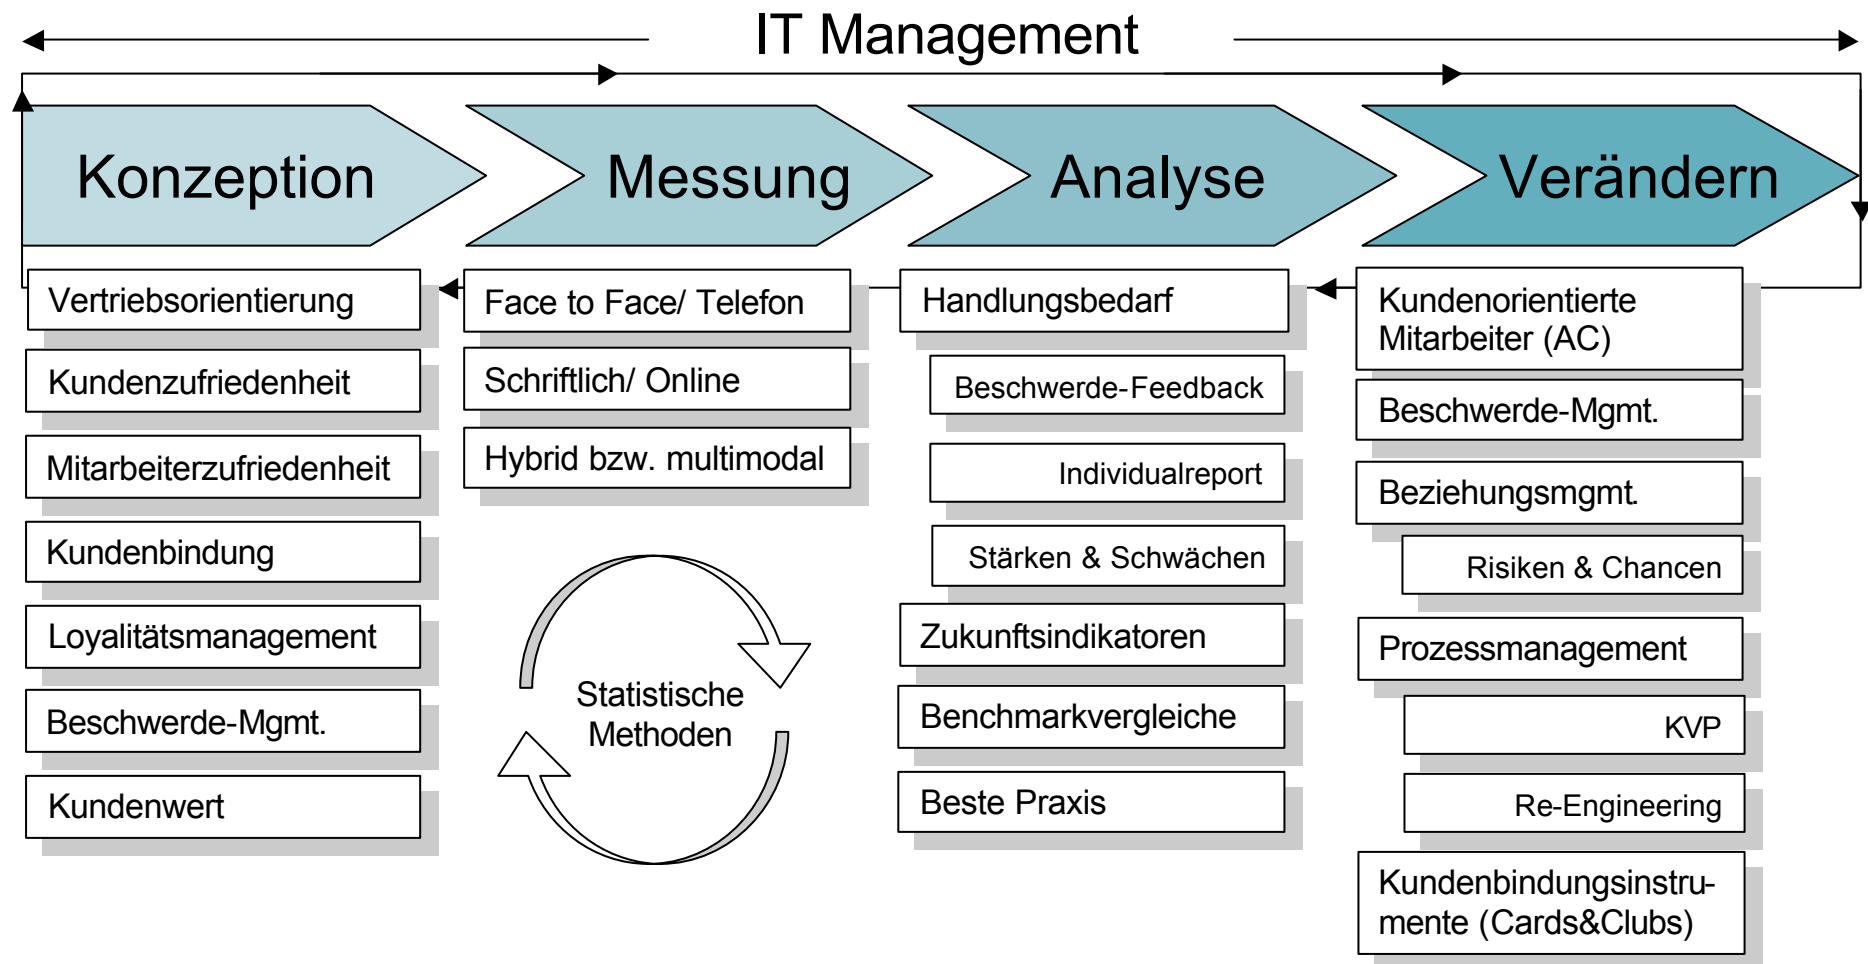 IT Management
Konzeption
Messung
Analyse
Verändern
Vertriebsorientierung
Kundenzufriedenheit
Mitarbeiterzufriedenheit
Kundenbindung
Loyalitätsmanagement
Beschwerde-Mgmt.
Kundenwert
Face to Face/ Telefon
Schriftlich/ Online
Hybrid bzw. multimodal
Statistische
Methoden
Handlungsbedarf
Beschwerde-Feedback
Individualreport
Stärken & Schwächen
Zukunftsindikatoren
Benchmarkvergleiche
Beste Praxis
Kundenorientierte
Mitarbeiter (AC)
Beschwerde-Mgmt.
Beziehungsmgmt.
Risiken & Chancen
Prozessmanagement
KVP
Re-Engineering
Kundenbindungsinstru-
mente (Cards&Clubs)